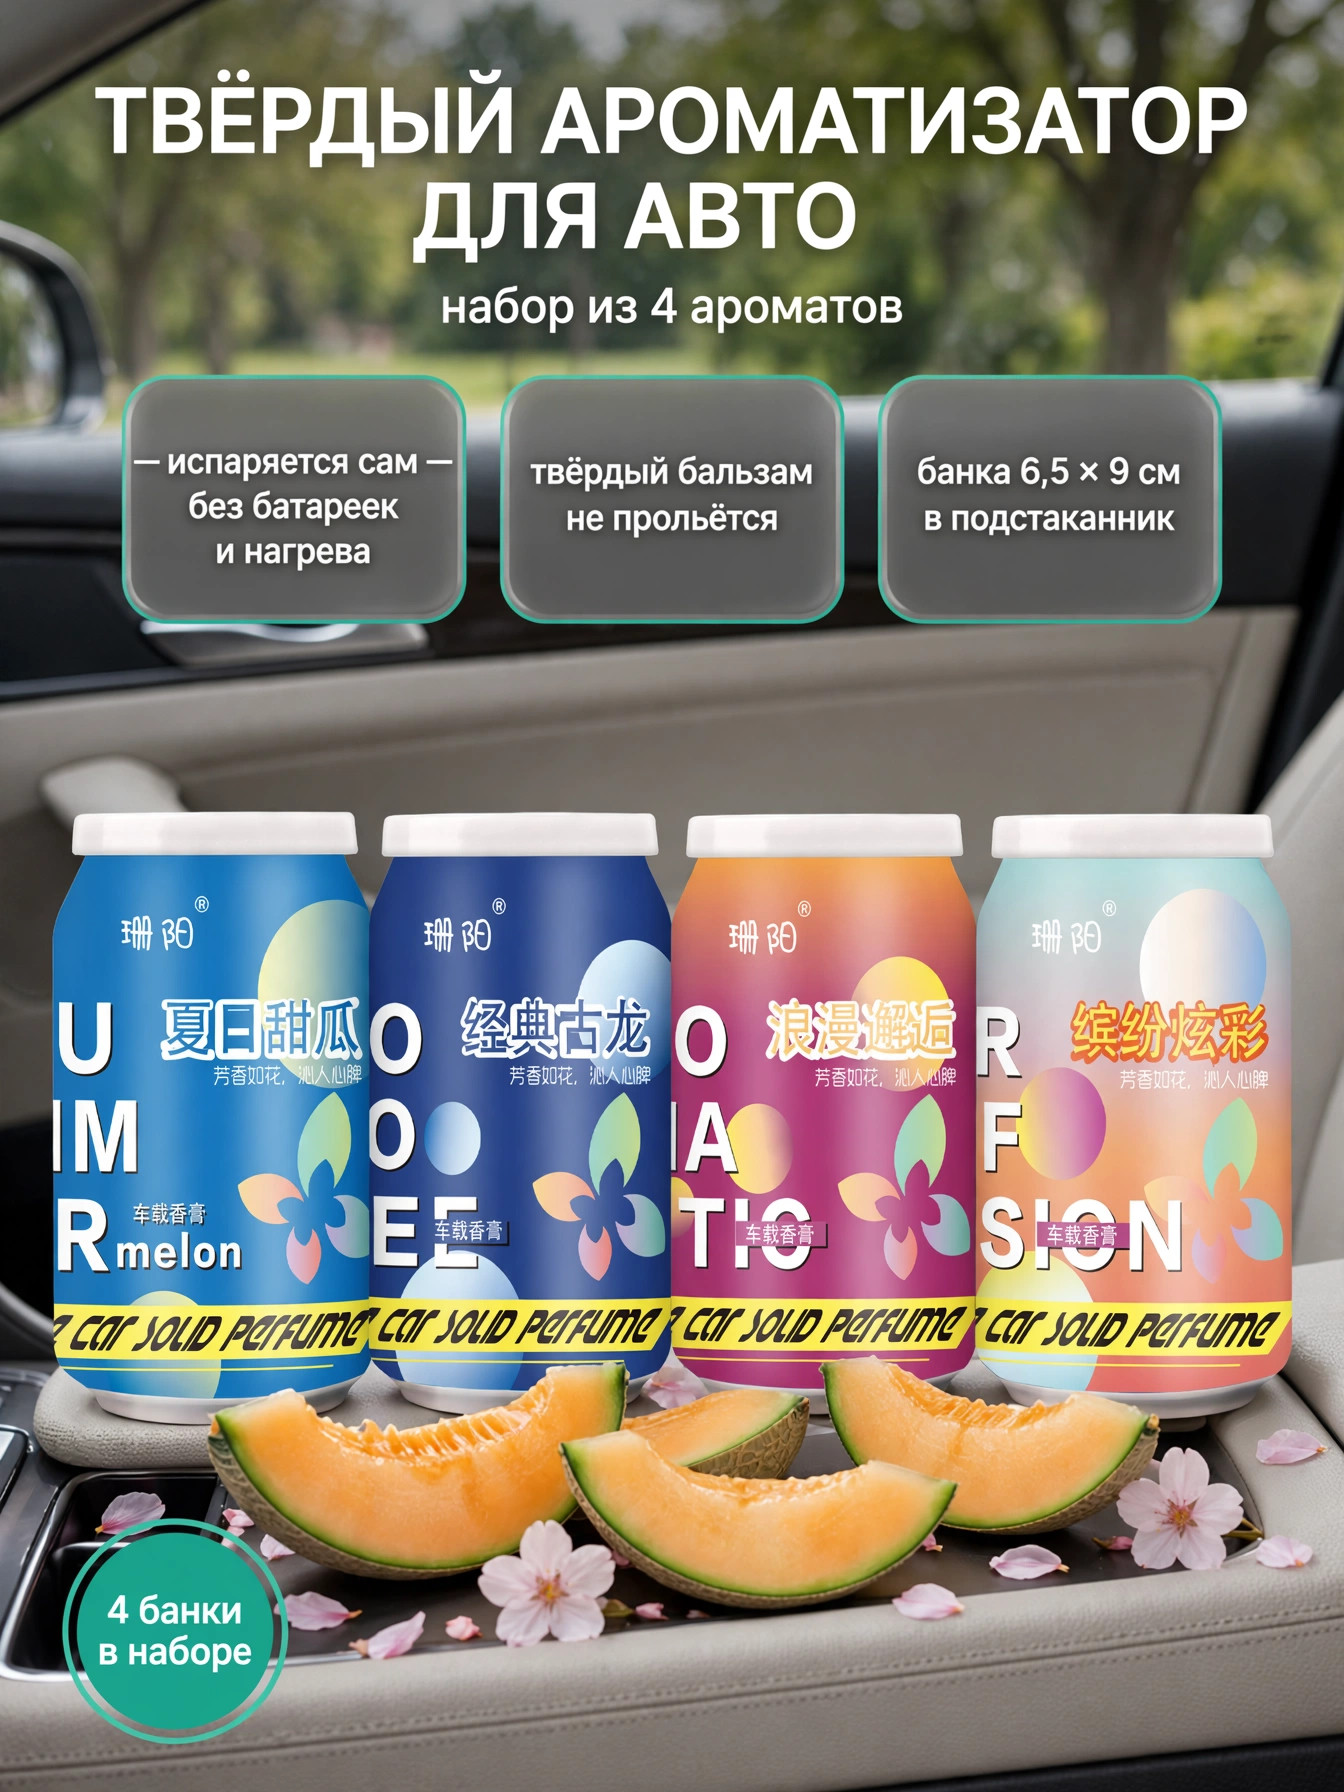 ТВЁРДЫЙ АРОМАТИЗАТОР
ДЛЯ АВТО
набор из 4 ароматов
— испаряется сам —
без батареек
и нагрева
твёрдый бальзам
не прольётся
банка 6,5 × 9 см
в подстаканник
珊阳®
U
夏日甜瓜
芳香如花，沁人心脾
IM
R
车载香膏
melon
CAR SOLID PERFUME
珊阳®
O
经典古龙
芳香如花，沁人心脾
O
EE
车载香膏
CAR SOLID PERFUME
珊阳®
O
浪漫邂逅
芳香如花，沁人心脾
IA
TIC
车载香膏
CAR SOLID PERFUME
珊阳®
R
缤纷炫彩
芳香如花，沁人心脾
F
SION
车载香膏
CAR SOLID PERFUME
4 банки
в наборе